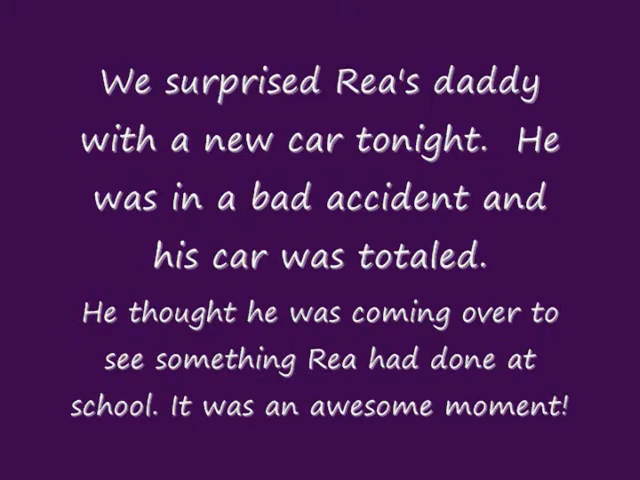 We surprised Rea's daddy
with a new car tonight.  He
was in a bad accident and
his car was totaled.
He thought he was coming over to
see something Rea had done at
school. It was an awesome moment!